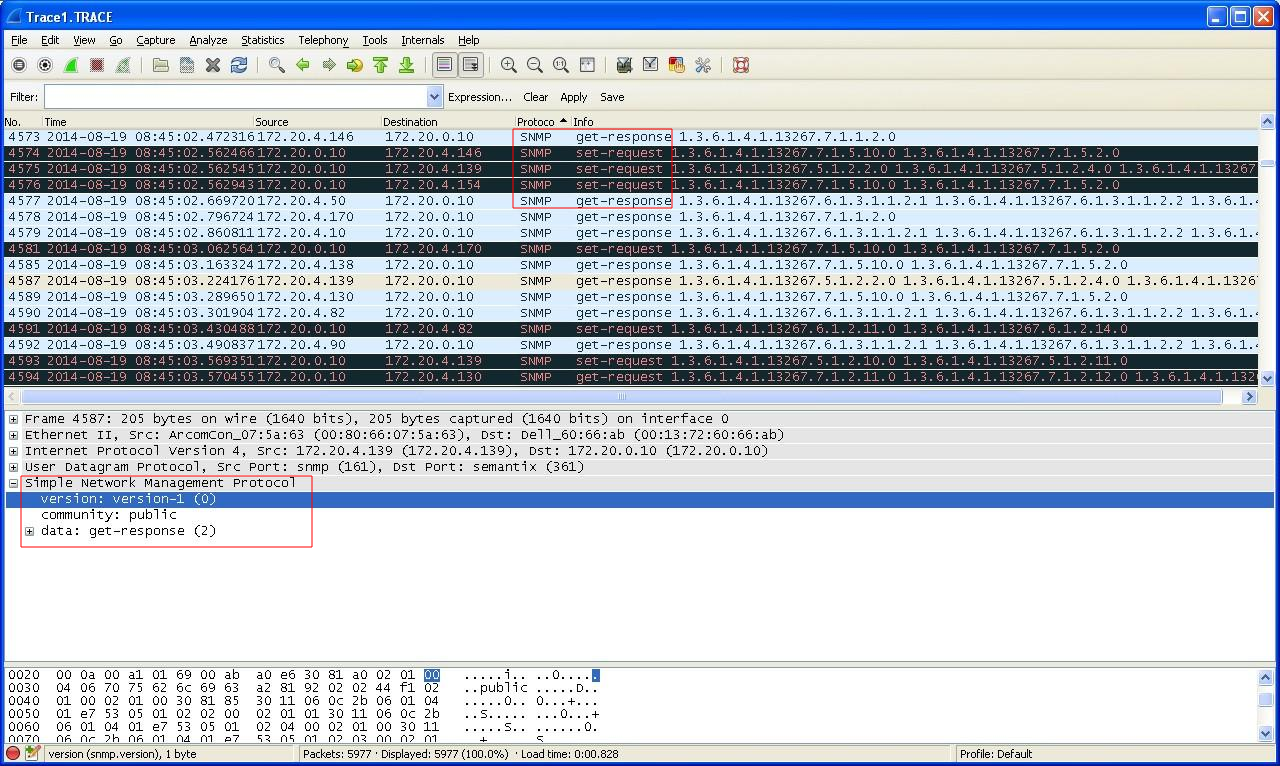 Trace1.TRACE
File Edit View Go Capture Analyze Statistics Telephony Tools Internals Help
Filter: Expression... Clear Apply Save
No. Time Source Destination Protoco Info
4573 2014-08-19 08:45:02.472316 172.20.4.146 172.20.0.10 SNMP get-response 1.3.6.1.4.1.13267.7.1.1.2.0
4574 2014-08-19 08:45:02.562466 172.20.0.10 172.20.4.146 SNMP set-request 1.3.6.1.4.1.13267.7.1.5.10.0 1.3.6.1.4.1.13267.7.1.5.2.0
4575 2014-08-19 08:45:02.562545 172.20.0.10 172.20.4.139 SNMP set-request 1.3.6.1.4.1.13267.5.1.2.2.0 1.3.6.1.4.1.13267.5.1.2.4.0 1.3.6.1.4.1.13267
4576 2014-08-19 08:45:02.562943 172.20.0.10 172.20.4.154 SNMP set-request 1.3.6.1.4.1.13267.7.1.5.10.0 1.3.6.1.4.1.13267.7.1.5.2.0
4577 2014-08-19 08:45:02.669720 172.20.4.50 172.20.0.10 SNMP get-response 1.3.6.1.4.1.13267.6.1.3.1.1.2.1 1.3.6.1.4.1.13267.6.1.3.1.1.2.2 1.3.6.1.4
4578 2014-08-19 08:45:02.796724 172.20.4.170 172.20.0.10 SNMP get-response 1.3.6.1.4.1.13267.7.1.1.2.0
4579 2014-08-19 08:45:02.860811 172.20.4.10 172.20.0.10 SNMP get-response 1.3.6.1.4.1.13267.6.1.3.1.1.2.1 1.3.6.1.4.1.13267.6.1.3.1.1.2.2 1.3.6.1.4
4581 2014-08-19 08:45:03.062564 172.20.0.10 172.20.4.170 SNMP set-request 1.3.6.1.4.1.13267.7.1.5.10.0 1.3.6.1.4.1.13267.7.1.5.2.0
4585 2014-08-19 08:45:03.163324 172.20.4.138 172.20.0.10 SNMP get-response 1.3.6.1.4.1.13267.7.1.5.10.0 1.3.6.1.4.1.13267.7.1.5.2.0
4587 2014-08-19 08:45:03.224176 172.20.4.139 172.20.0.10 SNMP get-response 1.3.6.1.4.1.13267.5.1.2.2.0 1.3.6.1.4.1.13267.5.1.2.4.0 1.3.6.1.4.1.1326
4589 2014-08-19 08:45:03.289650 172.20.4.130 172.20.0.10 SNMP get-response 1.3.6.1.4.1.13267.7.1.5.10.0 1.3.6.1.4.1.13267.7.1.5.2.0
4590 2014-08-19 08:45:03.301904 172.20.4.82 172.20.0.10 SNMP get-response 1.3.6.1.4.1.13267.6.1.3.1.1.2.1 1.3.6.1.4.1.13267.6.1.3.1.1.2.2 1.3.6.1.4
4591 2014-08-19 08:45:03.430488 172.20.0.10 172.20.4.82 SNMP set-request 1.3.6.1.4.1.13267.6.1.2.11.0 1.3.6.1.4.1.13267.6.1.2.14.0
4592 2014-08-19 08:45:03.490837 172.20.4.90 172.20.0.10 SNMP get-response 1.3.6.1.4.1.13267.6.1.3.1.1.2.1 1.3.6.1.4.1.13267.6.1.3.1.1.2.2 1.3.6.1.4
4593 2014-08-19 08:45:03.569351 172.20.0.10 172.20.4.139 SNMP set-request 1.3.6.1.4.1.13267.5.1.2.10.0 1.3.6.1.4.1.13267.5.1.2.11.0
4594 2014-08-19 08:45:03.570455 172.20.0.10 172.20.4.130 SNMP get-request 1.3.6.1.4.1.13267.7.1.2.11.0 1.3.6.1.4.1.13267.7.1.2.12.0 1.3.6.1.4.1.132
Frame 4587: 205 bytes on wire (1640 bits), 205 bytes captured (1640 bits) on interface 0
Ethernet II, Src: ArcomCon_07:5a:63 (00:80:66:07:5a:63), Dst: Dell_60:66:ab (00:13:72:60:66:ab)
Internet Protocol Version 4, Src: 172.20.4.139 (172.20.4.139), Dst: 172.20.0.10 (172.20.0.10)
User Datagram Protocol, Src Port: snmp (161), Dst Port: semantix (361)
Simple Network Management Protocol
version: version-1 (0)
community: public
data: get-response (2)
0020 00 0a 00 a1 01 69 00 ab a0 e6 30 81 a0 02 01 00 .....i.. ..0.....
0030 04 06 70 75 62 6c 69 63 a2 81 92 02 02 44 f1 02 ..public .....D..
0040 01 00 02 01 00 30 81 85 30 11 06 0c 2b 06 01 04 .....0.. 0...+...
0050 01 e7 53 05 01 02 02 00 02 01 01 30 11 06 0c 2b ..S..... ...0...+
0060 06 01 04 01 e7 53 05 01 02 04 00 02 01 00 30 11 .....S.. ......0.
0070 06 0c 2b 06 01 04 01 e7 53 05 01 02 03 00 02 01 ..+..... S.......
version (snmp.version), 1 byte Packets: 5977 · Displayed: 5977 (100.0%) · Load time: 0:00.828 Profile: Default